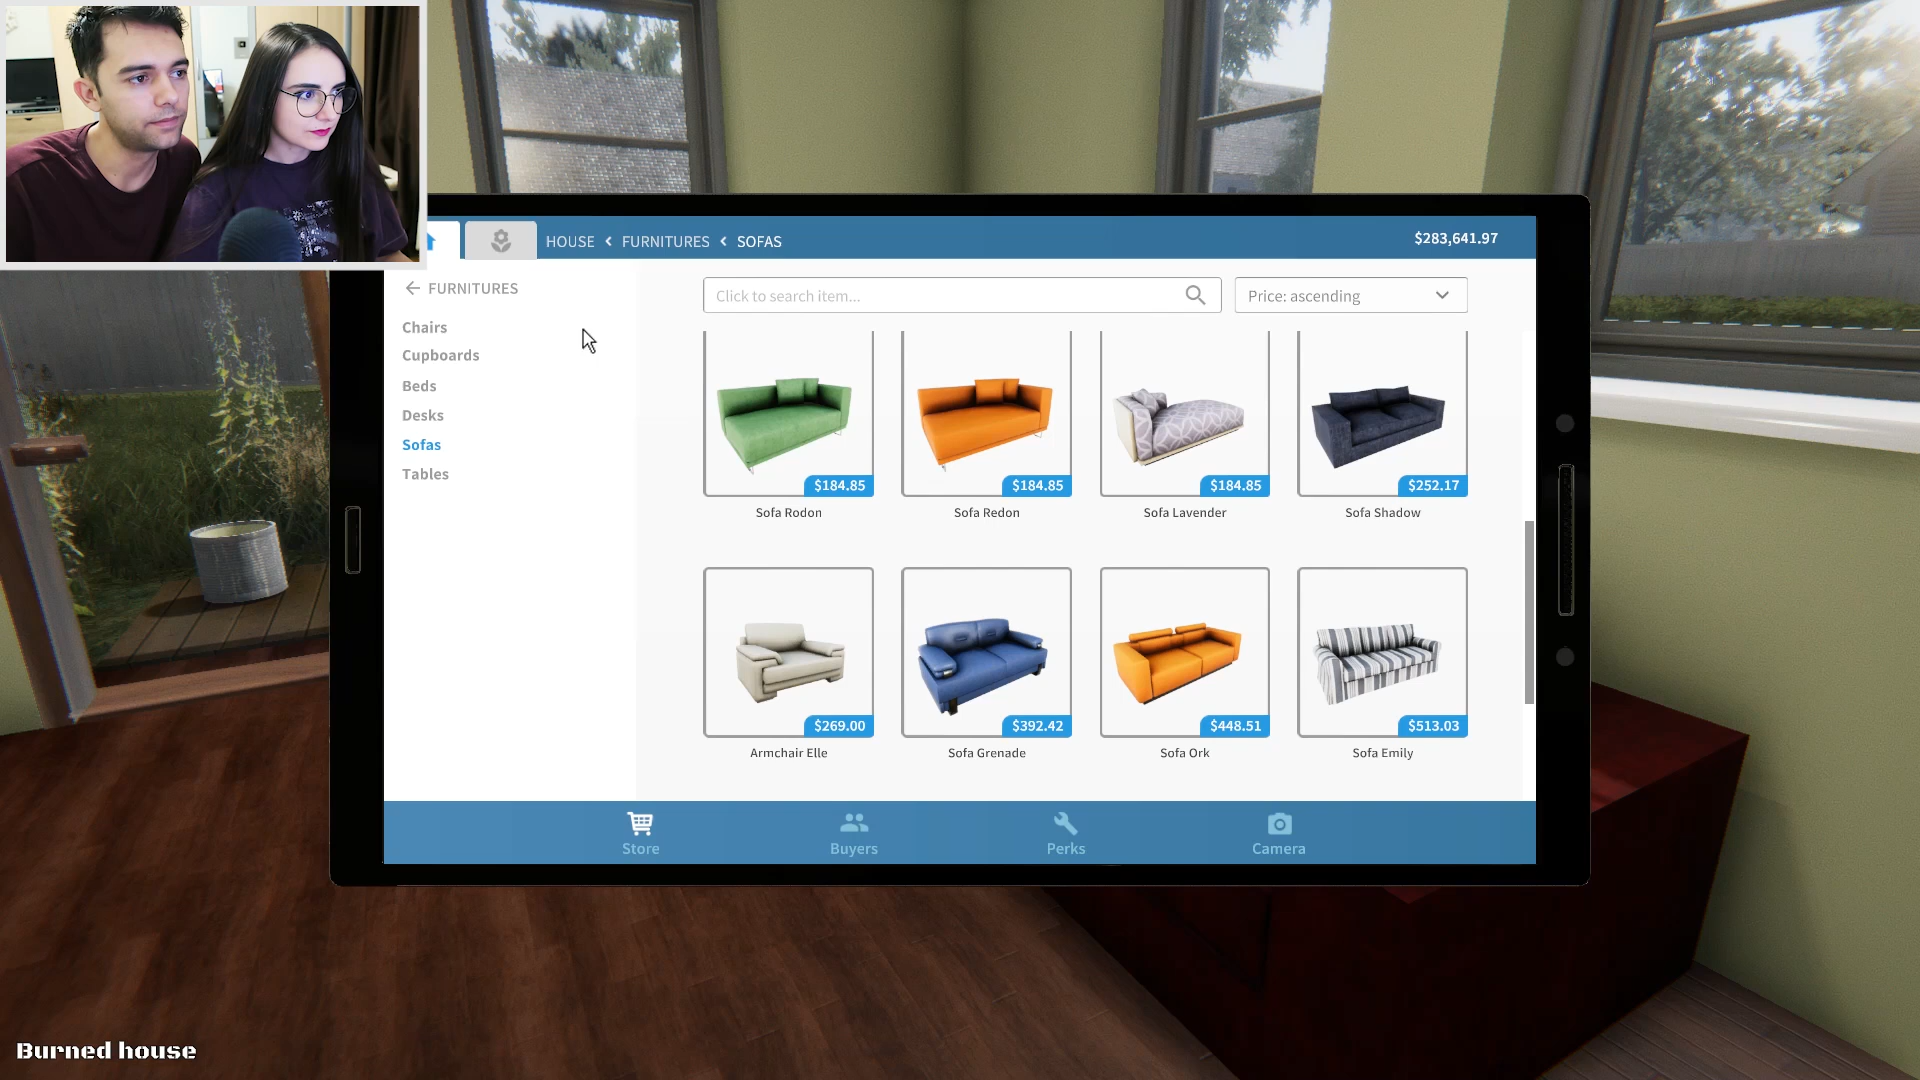 HOUSE < FURNITURES < SOFAS
$283,641.97
FURNITURES
Click to search item...
Price: ascending
Chairs
Cupboards
Beds
Desks
Sofas
Tables
$184.85
$184.85
$184.85
$252.17
Sofa Rodon
Sofa Redon
Sofa Lavender
Sofa Shadow
$269.00
$392.42
$448.51
$513.03
Armchair Elle
Sofa Grenade
Sofa Ork
Sofa Emily
Store
Buyers
Perks
Camera
Burned house